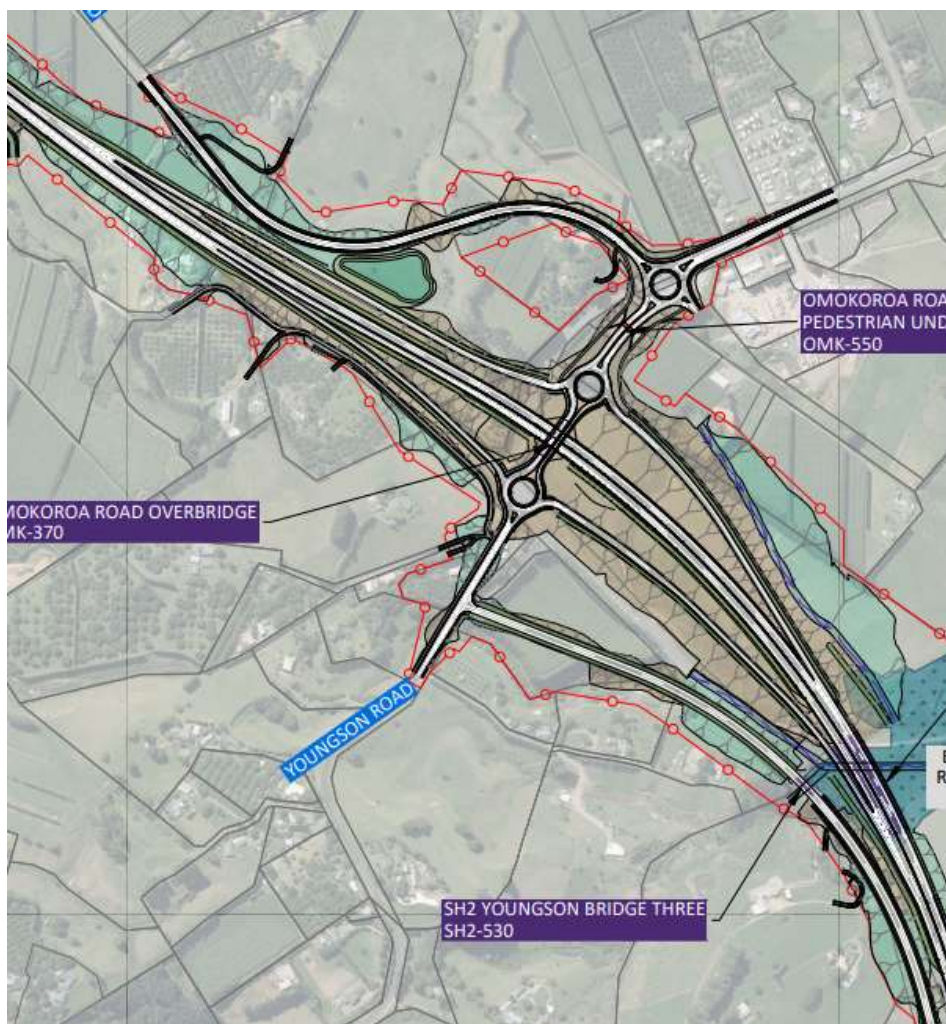 OMOKOROA ROA
PEDESTRIAN UND
OMK-550
MOKOROA ROAD OVERBRIDGE
MK-370
YOUNGSON ROAD
SH2 YOUNGSON BRIDGE THREE
SH2-530